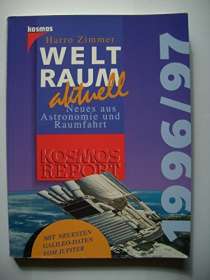 kosmos
Harro Zimmer
WELT
RAUM
aktuell
Neues aus
Astronomie und
Raumfahrt
KOSMOS
REPORT
1996/97
MIT NEUESTEN
GALILEO-DATEN
VOM JUPITER